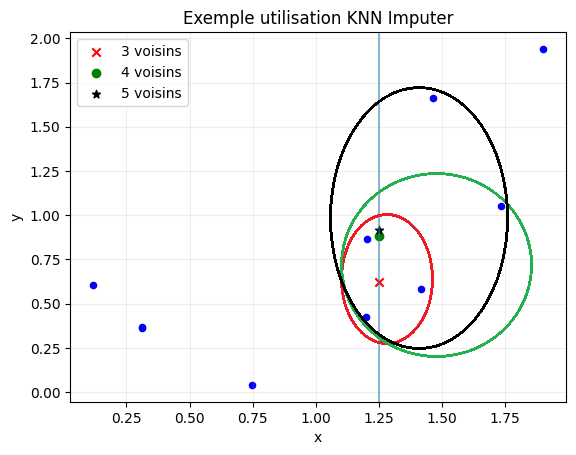 Exemple utilisation KNN Imputer
3 voisins
4 voisins
5 voisins
2.00
1.75
1.50
1.25
1.00
0.75
0.50
0.25
0.00
y
0.25 0.50 0.75 1.00 1.25 1.50 1.75
x